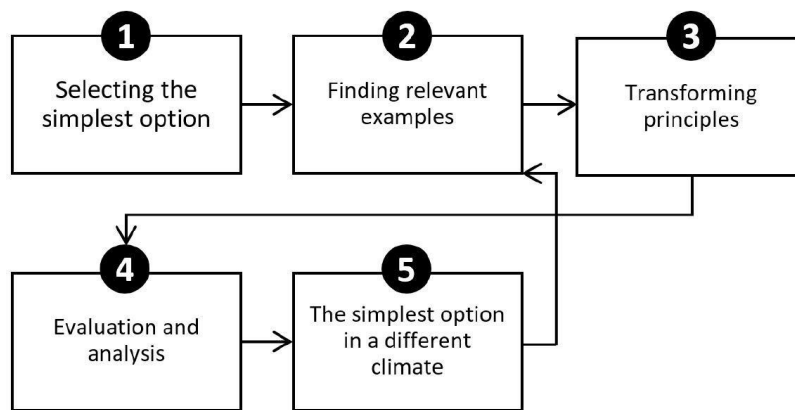 1
Selecting the
simplest option
2
Finding relevant
examples
3
Transforming
principles
4
Evaluation and
analysis
5
The simplest option
in a different
climate